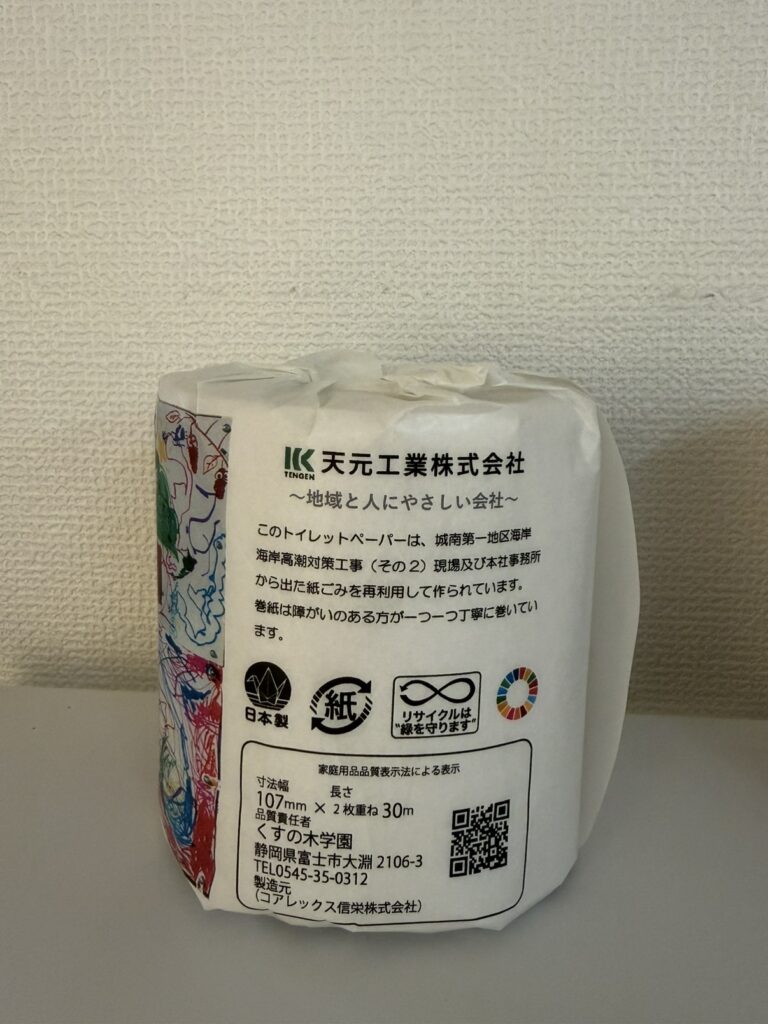 TENGEN 天元工業株式会社
～地域と人にやさしい会社～
このトイレットペーパーは、城南第一地区海岸
海岸高潮対策工事（その２）現場及び本社事務所
から出た紙ごみを再利用して作られています。
巻紙は障がいのある方が一つ一つ丁寧に巻いてい
ます。
日本製
紙
リサイクルは
"緑を守ります"
家庭用品品質表示法による表示
寸法幅 長さ
107mm × 2枚重ね 30m
品質責任者
くすの木学園
静岡県富士市大淵 2106-3
TEL0545-35-0312
製造元
（コアレックス信栄株式会社）